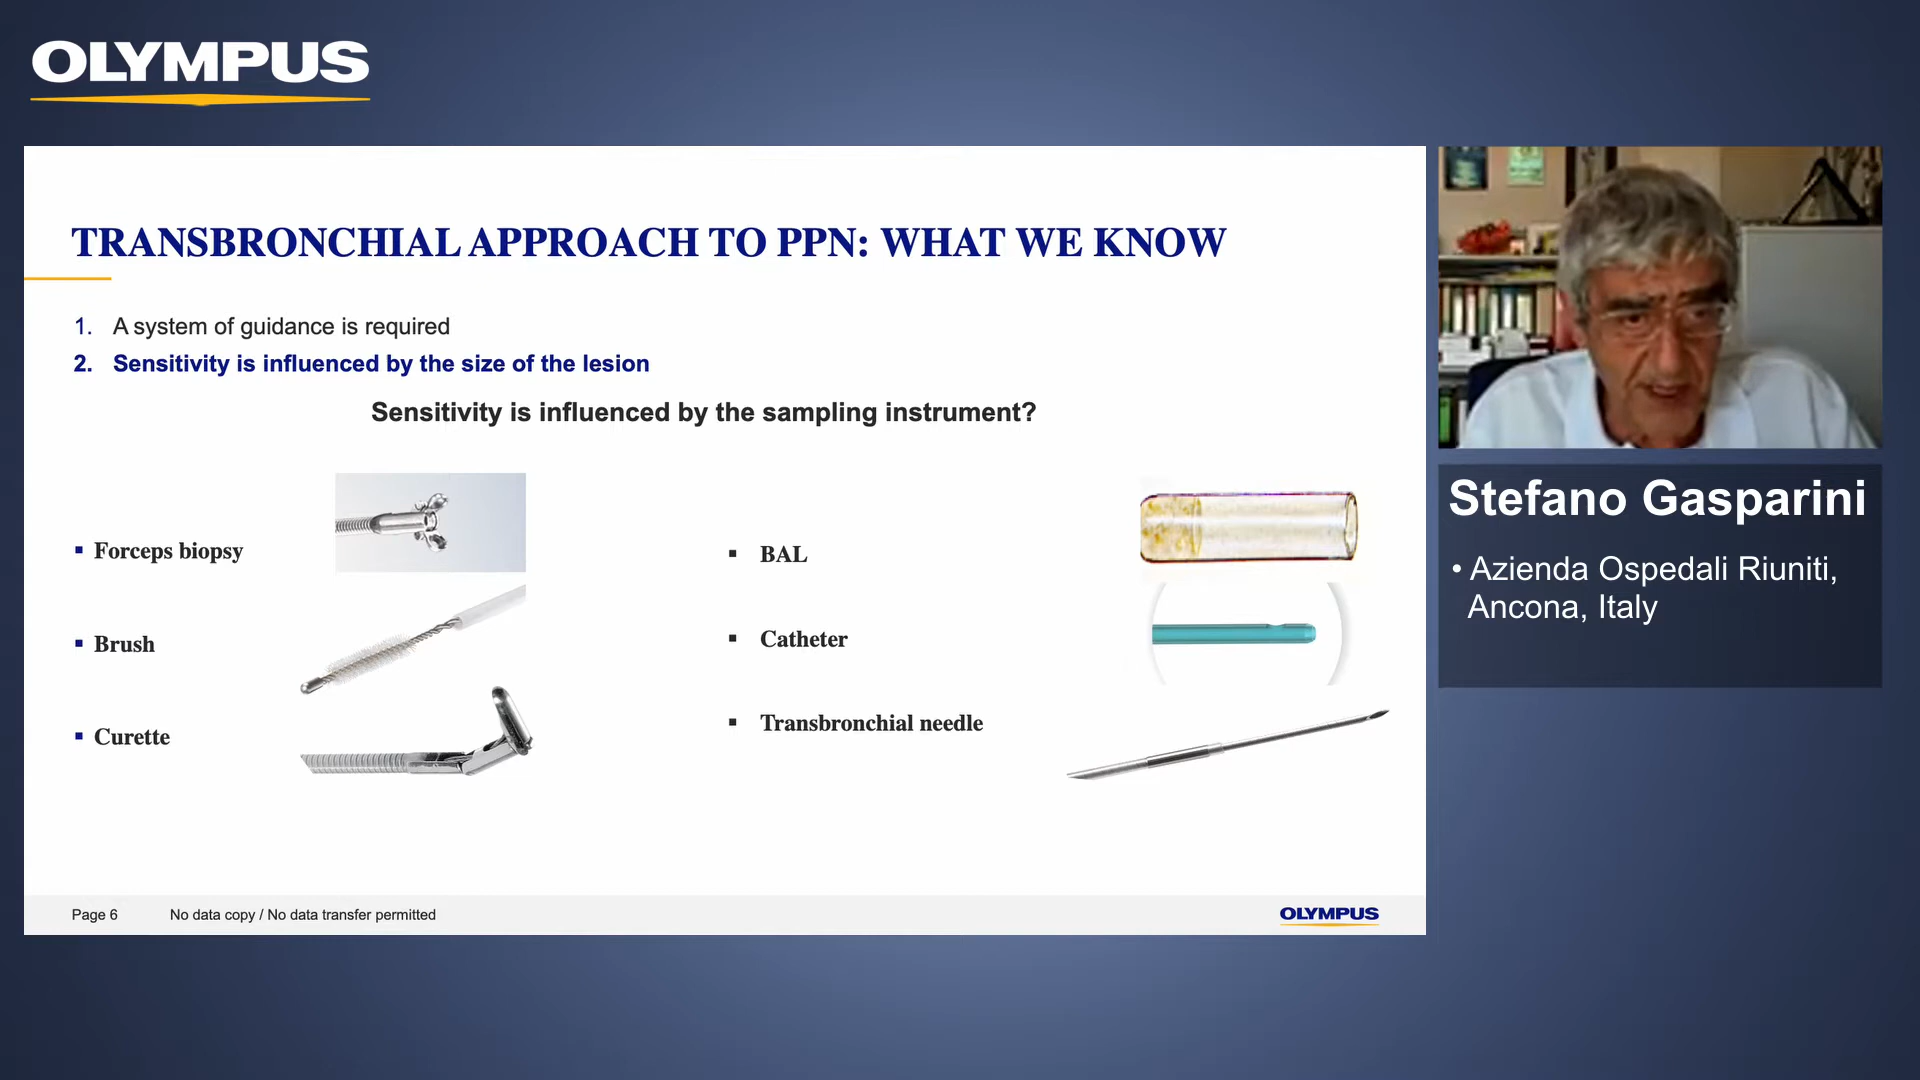 OLYMPUS
TRANSBRONCHIAL APPROACH TO PPN: WHAT WE KNOW
1. A system of guidance is required
2. Sensitivity is influenced by the size of the lesion
Sensitivity is influenced by the sampling instrument?
▪ Forceps biopsy
▪ Brush
▪ Curette
▪ BAL
▪ Catheter
▪ Transbronchial needle
Page 6 No data copy / No data transfer permitted
OLYMPUS
Stefano Gasparini
• Azienda Ospedali Riuniti,
Ancona, Italy